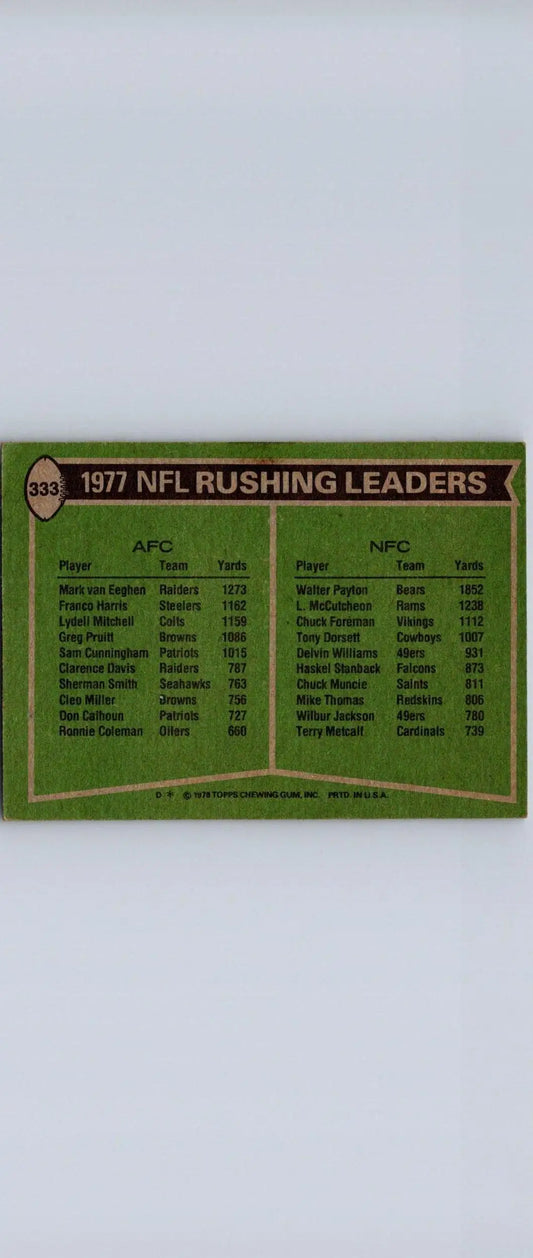 333 1977 NFL RUSHING LEADERS
AFC
Player Team Yards
Mark van Eeghen Raiders 1273
Franco Harris Steelers 1162
Lydell Mitchell Colts 1159
Greg Pruitt Browns 1086
Sam Cunningham Patriots 1015
Clarence Davis Raiders 787
Sherman Smith Seahawks 763
Cleo Miller Browns 756
Don Calhoun Patriots 727
Ronnie Coleman Oilers 660
NFC
Player Team Yards
Walter Payton Bears 1852
L. McCutcheon Rams 1238
Chuck Foreman Vikings 1112
Tony Dorsett Cowboys 1007
Delvin Williams 49ers 931
Haskel Stanback Falcons 873
Chuck Muncie Saints 811
Mike Thomas Redskins 806
Wilbur Jackson 49ers 780
Terry Metcalf Cardinals 739
D * © 1978 TOPPS CHEWING GUM, INC. PRTD. IN U.S.A.